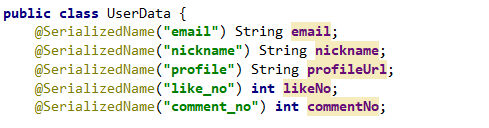 public class UserData {
@SerializedName("email") String email;
@SerializedName("nickname") String nickname;
@SerializedName("profile") String profileUrl;
@SerializedName("like_no") int likeNo;
@SerializedName("comment_no") int commentNo;